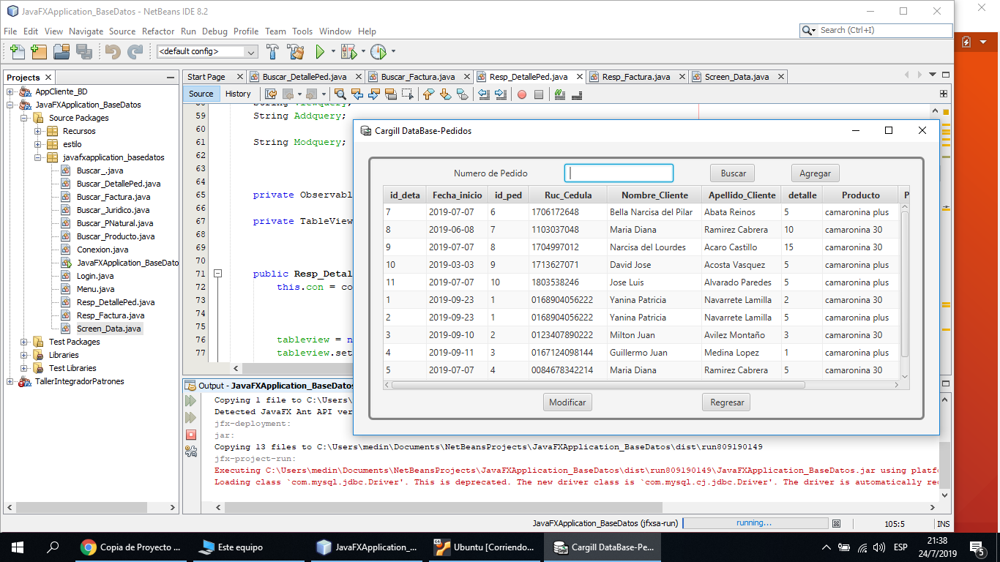 JavaFXApplication_BaseDatos - NetBeans IDE 8.2
File Edit View Navigate Source Refactor Run Debug Profile Team Tools Window Help
Search (Ctrl+I)
<default config>
Projects
AppCliente_BD
JavaFXApplication_BaseDatos
Source Packages
Recursos
estilo
javafxapplication_basedatos
Buscar_.java
Buscar_DetallePed.java
Buscar_Factura.java
Buscar_Juridico.java
Buscar_PNatural.java
Buscar_Producto.java
Conexion.java
JavaFXApplication_BaseDato
Login.java
Menu.java
Resp_DetallePed.java
Resp_Factura.java
Screen_Data.java
Test Packages
Libraries
Test Libraries
TallerIntegradorPatrones
Start Page Buscar_DetallePed.java Buscar_Factura.java Resp_DetallePed.java Resp_Factura.java Screen_Data.java
Source History
58 String Viewquery;
59 String Addquery;
60
61 String Modquery;
62
63
64
65 private Observabl
66
67 private TableView
68
69
70
71 public Resp_Detal
72 this.con = co
73
74
75
76 tableview = n
77 tableview.set
Cargill DataBase-Pedidos
Numero de Pedido Buscar Agregar
id_deta Fecha_inicio id_ped Ruc_Cedula Nombre_Cliente Apellido_Cliente detalle Producto P
7 2019-07-07 6 1706172648 Bella Narcisa del Pilar Abata Reinos 5 camaronina plus
8 2019-06-08 7 1103037048 Maria Diana Ramirez Cabrera 10 camaronina 30
9 2019-07-07 8 1704997012 Narcisa del Lourdes Acaro Castillo 15 camaronina 30
10 2019-03-03 9 1713627071 David Jose Acosta Vasquez 5 camaronina plus
11 2019-07-07 10 1803538246 Jose Luis Alvarado Paredes 5 camaronina plus
1 2019-09-23 1 0168904056222 Yanina Patricia Navarrete Lamilla 2 camaronina 30
2 2019-09-23 1 0168904056222 Yanina Patricia Navarrete Lamilla 5 camaronina plus
3 2019-09-10 2 0123407890222 Milton Juan Avilez Montaño 3 camaronina 30
4 2019-09-11 3 0167124098144 Guillermo Juan Medina Lopez 1 camaronina plus
5 2019-07-07 4 0084678342214 Maria Diana Ramirez Cabrera 5 camaronina 30
Modificar Regresar
Output - JavaFXApplication_BaseDatos
Copying 1 file to C:\Users\
Detected JavaFX Ant API ver
jfx-deployment:
jar:
Copying 13 files to C:\Users\medin\Documents\NetBeansProjects\JavaFXApplication_BaseDatos\dist\run809190149
jfx-project-run:
Executing C:\Users\medin\Documents\NetBeansProjects\JavaFXApplication_BaseDatos\dist\run809190149\JavaFXApplication_BaseDatos.jar using platfo
Loading class `com.mysql.jdbc.Driver'. This is deprecated. The new driver class is `com.mysql.cj.jdbc.Driver'. The driver is automatically reg
JavaFXApplication_BaseDatos (jfxsa-run) running... 105:5 INS
Copia de Proyecto ... Este equipo JavaFXApplication_... Ubuntu [Corriendo... Cargill DataBase-Pe... ESP 21:38
24/7/2019 5